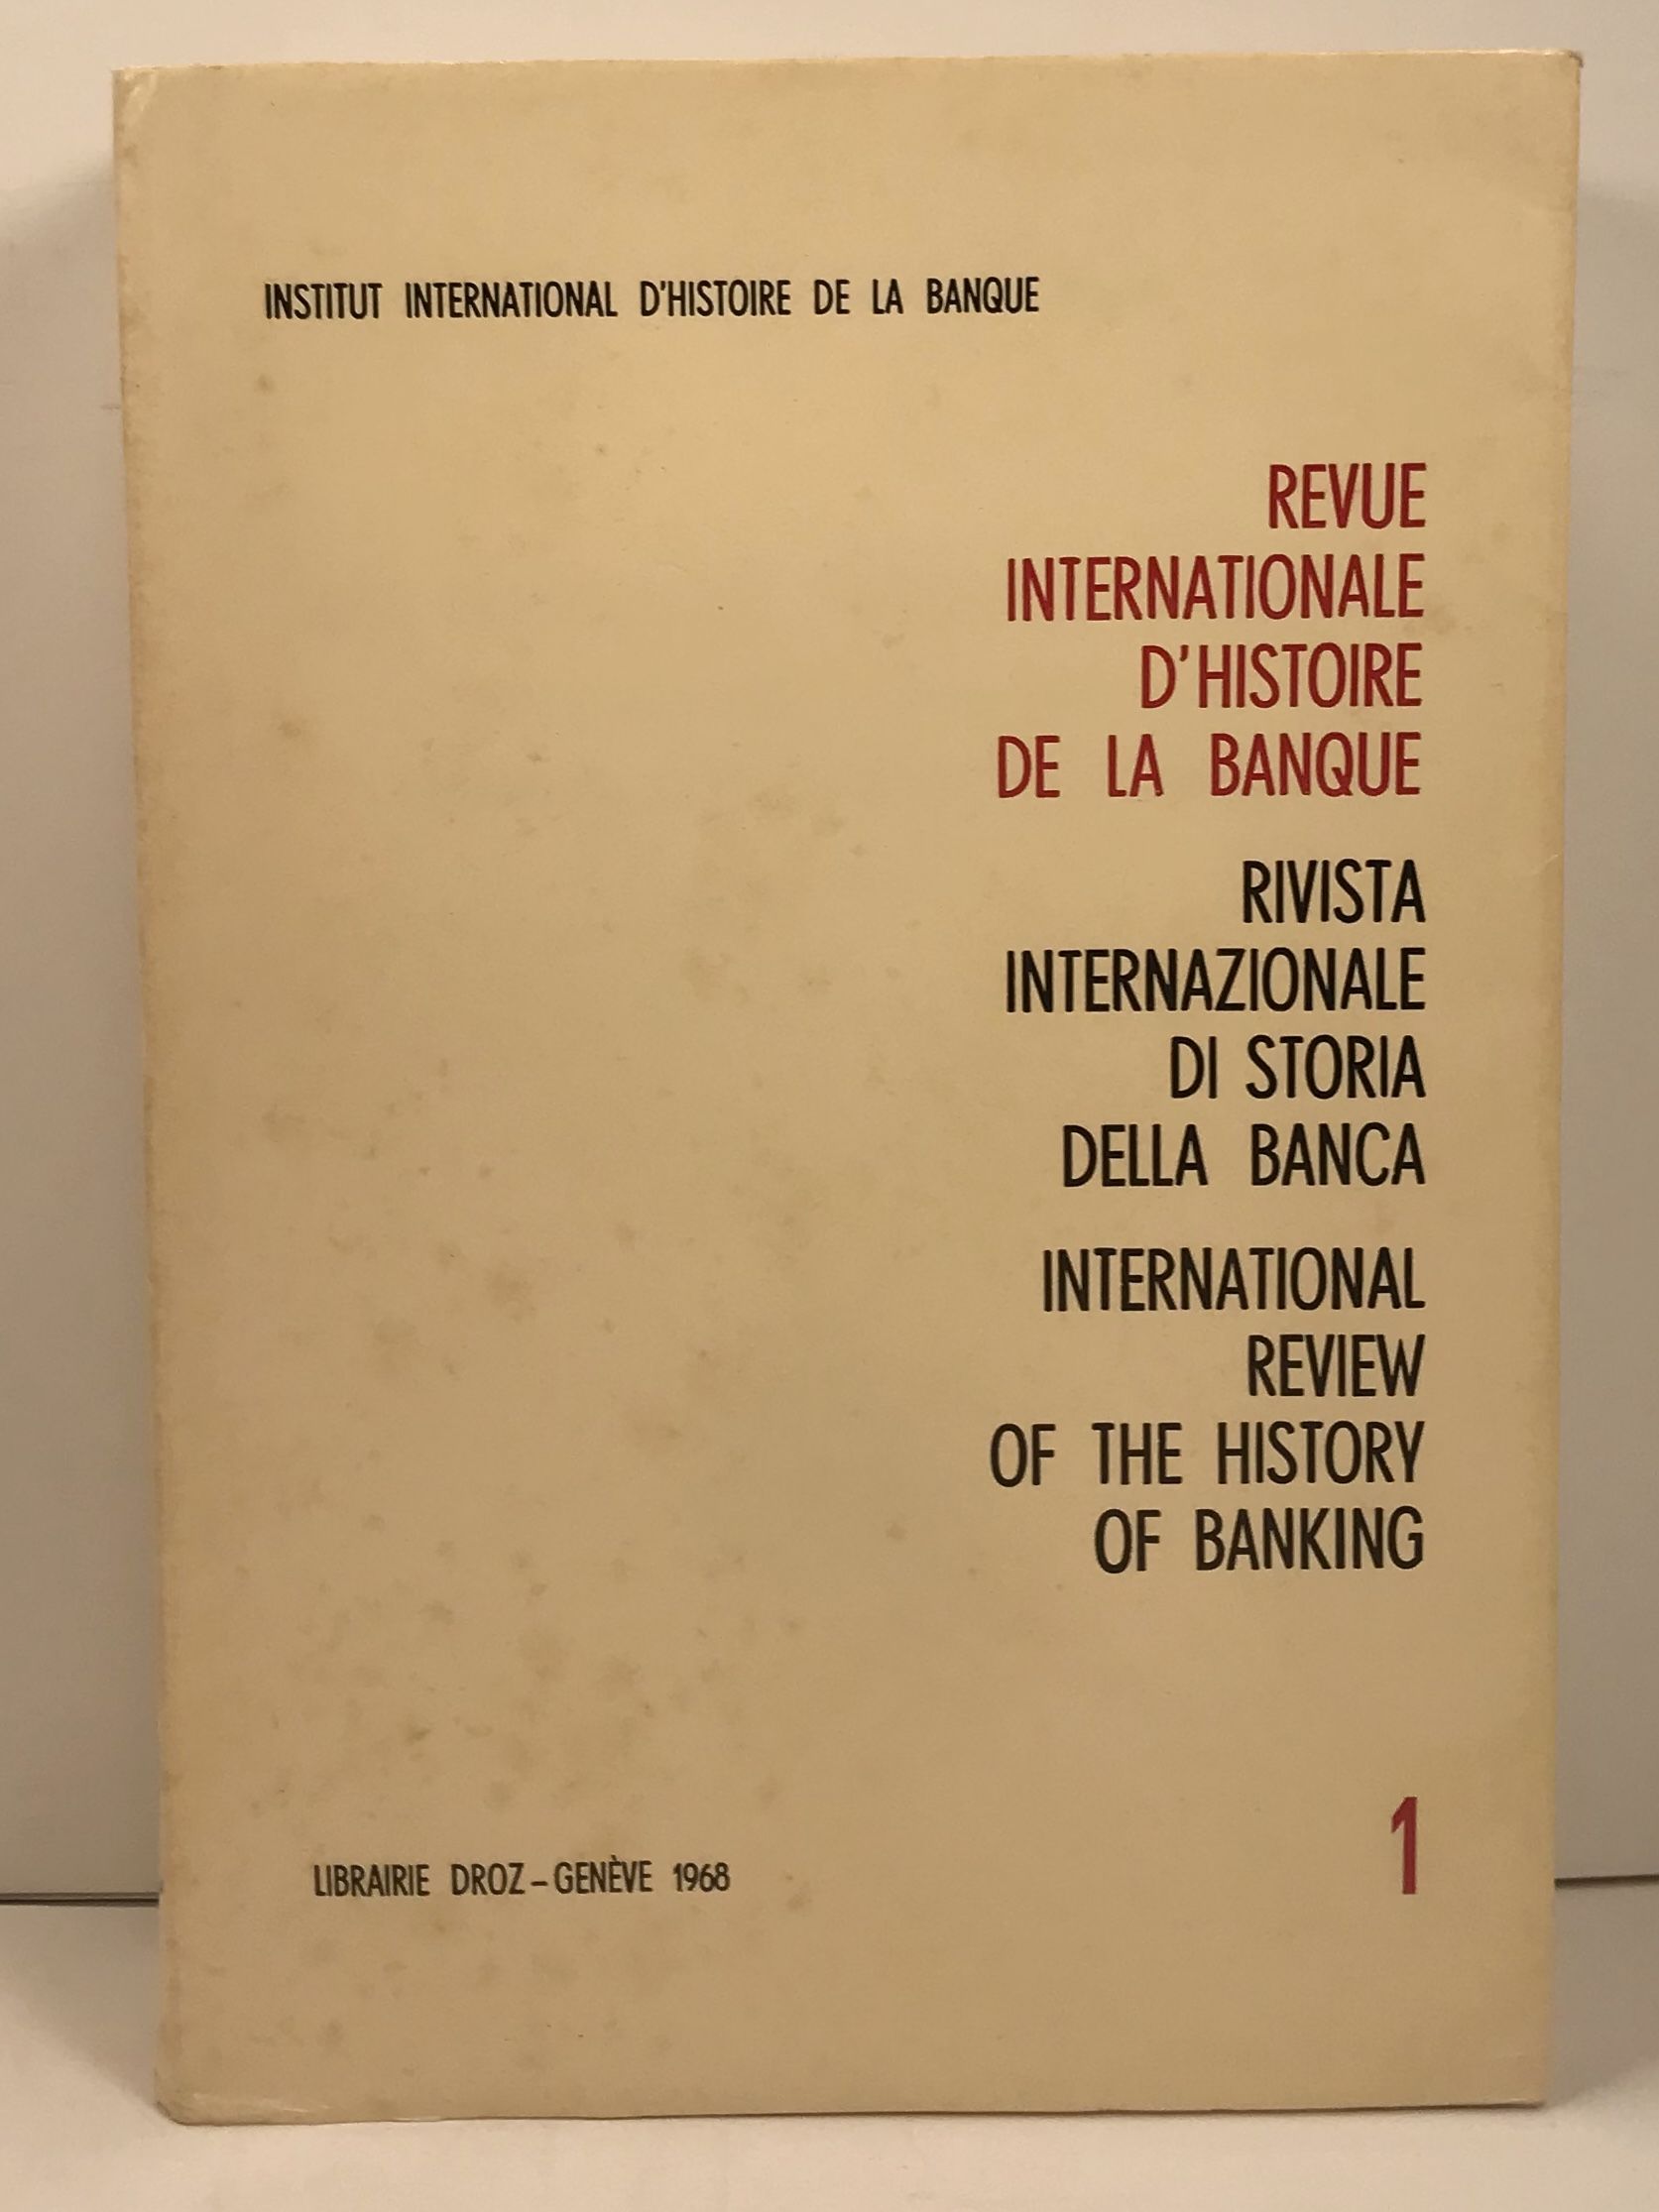 INSTITUT INTERNATIONAL D'HISTOIRE DE LA BANQUE
REVUE
INTERNATIONALE
D'HISTOIRE
DE LA BANQUE
RIVISTA
INTERNAZIONALE
DI STORIA
DELLA BANCA
INTERNATIONAL
REVIEW
OF THE HISTORY
OF BANKING
1
LIBRAIRIE DROZ – GENÈVE 1968